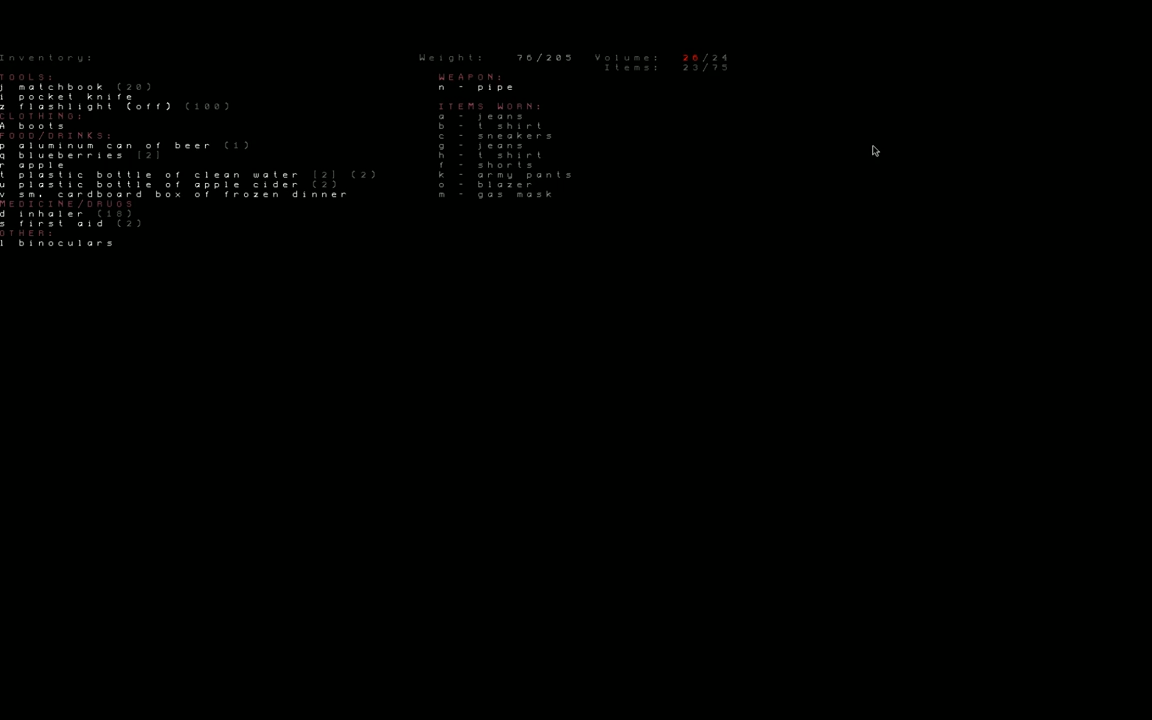 Inventory: Weight: 76/205 Volume: 26/24
Items: 23/75
TOOLS:
j matchbook (20)
i pocket knife
z flashlight (off) (100)
CLOTHING:
A boots
FOOD/DRINKS:
p aluminum can of beer (1)
q blueberries [2]
r apple
t plastic bottle of clean water [2] (2)
u plastic bottle of apple cider (2)
v sm. cardboard box of frozen dinner
MEDICINE/DRUGS
d inhaler (18)
s first aid (2)
OTHER:
l binoculars
WEAPON:
n - pipe
ITEMS WORN:
a - jeans
b - t shirt
c - sneakers
g - jeans
h - t shirt
f - shorts
k - army pants
o - blazer
m - gas mask